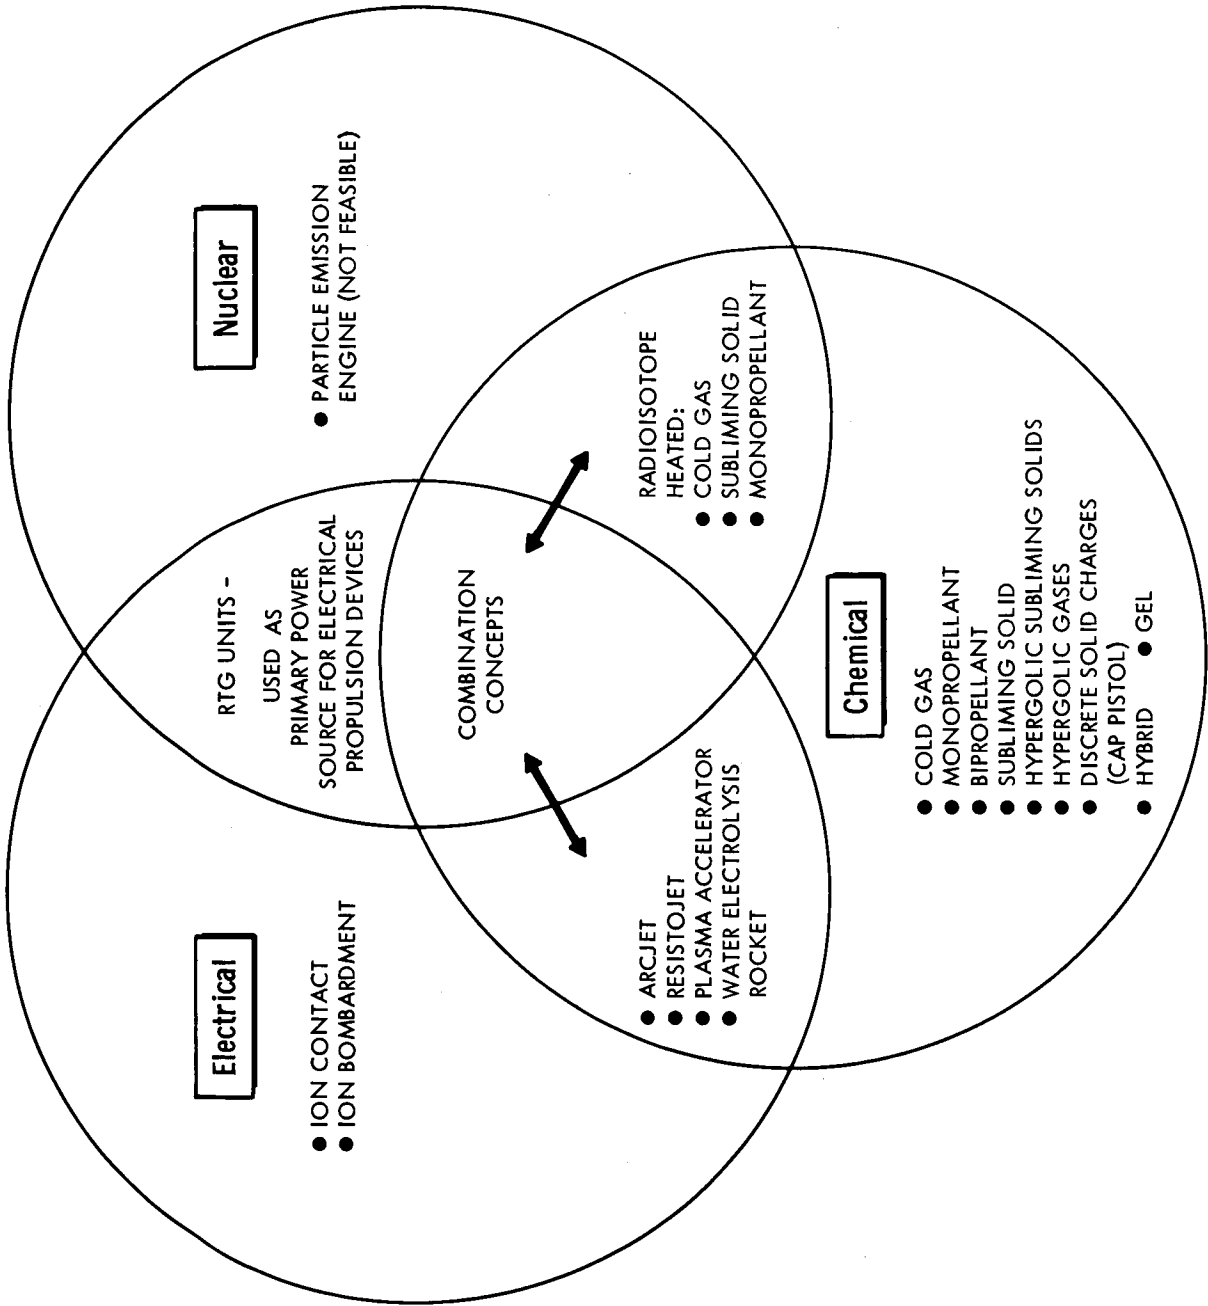 Electrical
● ION CONTACT
● ION BOMBARDMENT
RTG UNITS -
USED AS
PRIMARY POWER
SOURCE FOR ELECTRICAL
PROPULSION DEVICES
Nuclear
● PARTICLE EMISSION
ENGINE (NOT FEASIBLE)
COMBINATION
CONCEPTS
● ARCJET
● RESISTOJET
● PLASMA ACCELERATOR
● WATER ELECTROLYSIS
ROCKET
RADIOISOTOPE
HEATED:
● COLD GAS
● SUBLIMING SOLID
● MONOPROPELLANT
Chemical
● COLD GAS
● MONOPROPELLANT
● BIPROPELLANT
● SUBLIMING SOLID
● HYPERGOLIC SUBLIMING SOLIDS
● HYPERGOLIC GASES
● DISCRETE SOLID CHARGES
(CAP PISTOL)
● HYBRID ● GEL